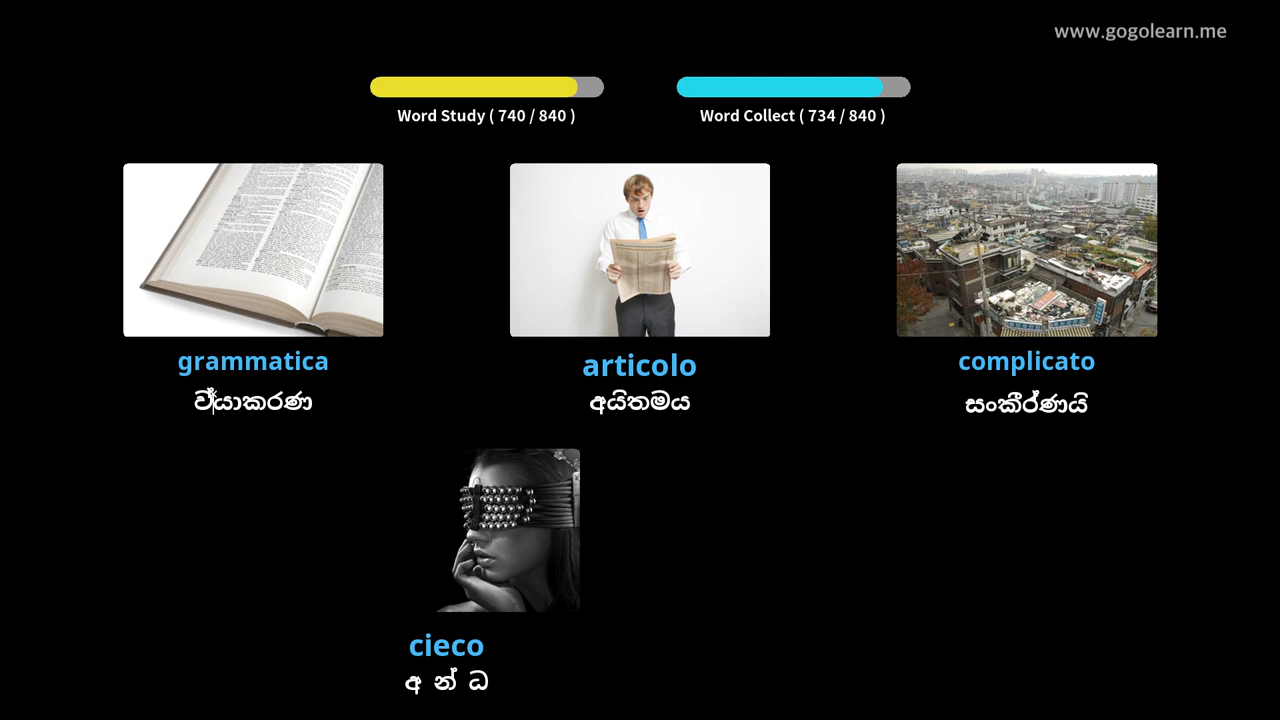 www.gogolearn.me
Word Study ( 740 / 840 )
Word Collect ( 734 / 840 )
grammatica
ව්යාකරණ
articolo
අයිතමය
complicato
සංකීර්ණයි
cieco
අ න් ධ